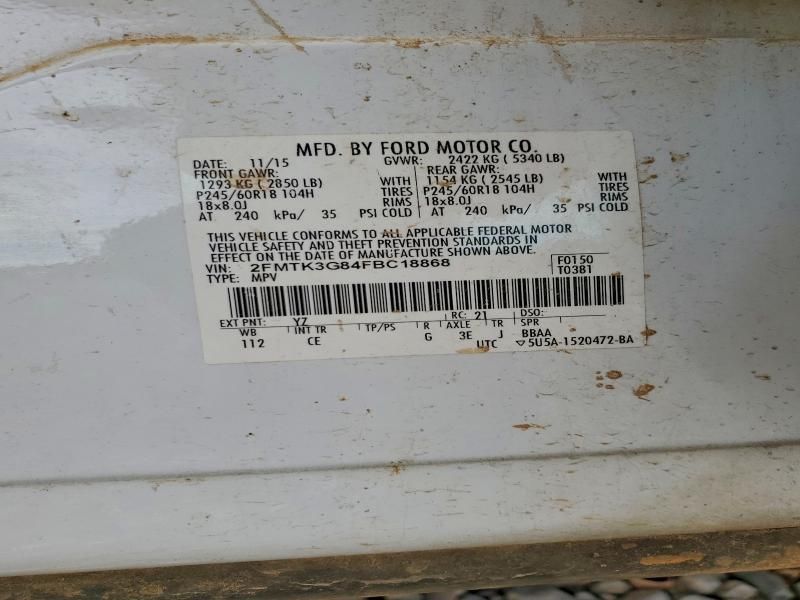 MFD. BY FORD MOTOR CO.
DATE: 11/15 GVWR: 2422 KG ( 5340 LB)
FRONT GAWR: REAR GAWR:
1293 KG ( 2850 LB) WITH 1154 KG ( 2545 LB) WITH
P245/60R18 104H TIRES P245/60R18 104H TIRES
18x8.0J RIMS 18x8.0J RIMS
AT 240 kPa/ 35 PSI COLD AT 240 kPa/ 35 PSI COLD
THIS VEHICLE CONFORMS TO ALL APPLICABLE FEDERAL MOTOR
VEHICLE SAFETY AND THEFT PREVENTION STANDARDS IN
EFFECT ON THE DATE OF MANUFACTURE SHOWN ABOVE.
VIN: 2FMTK3G84FBC18868 F0150
TYPE: MPV T0381
EXT PNT: YZ RC: 21 DSO:
WB INT TR TP/PS R AXLE TR SPR
112 CE G 3E J BBAA
UTC ▽5U5A-1520472-BA